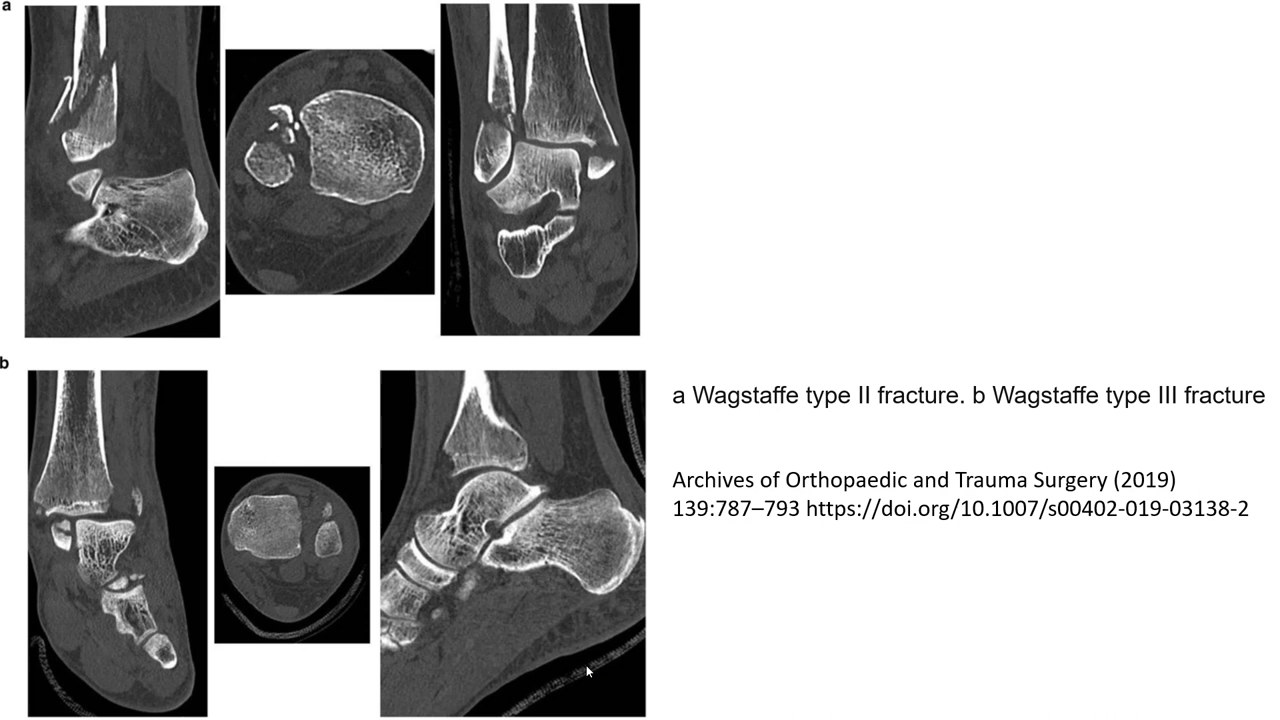 a
b
a Wagstaffe type II fracture. b Wagstaffe type III fracture
Archives of Orthopaedic and Trauma Surgery (2019)
139:787–793 https://doi.org/10.1007/s00402-019-03138-2